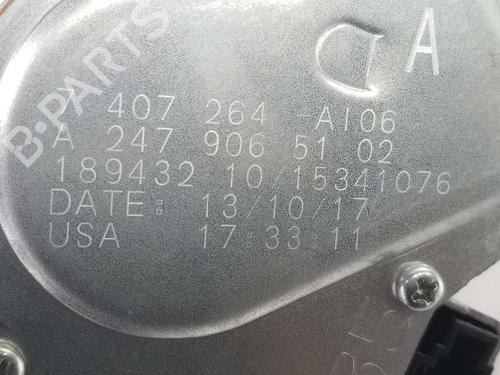 A
407 264 -AI06
A 247 906 51 02
189432 10/15341076
DATE: 13/10/17
USA 17:33:11
B-PARTS